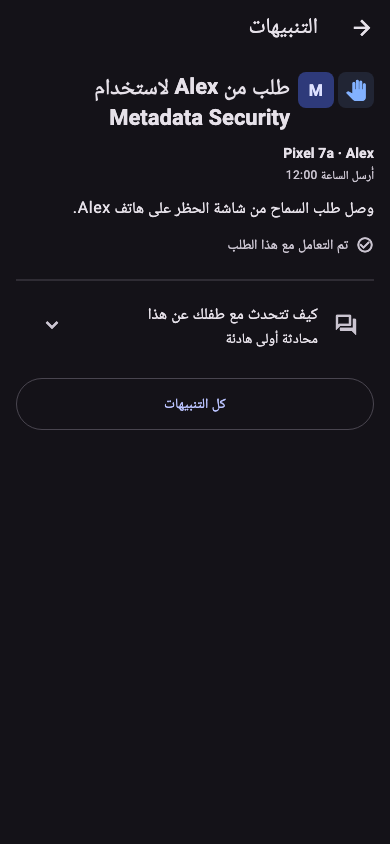 التنبيهات
M
طلب من Alex لاستخدام
Metadata Security
Pixel 7a · Alex
أرسل الساعة 12:00
وصل طلب السماح من شاشة الحظر على هاتف Alex.
تم التعامل مع هذا الطلب
كيف تتحدث مع طفلك عن هذا
محادثة أولى هادئة
كل التنبيهات